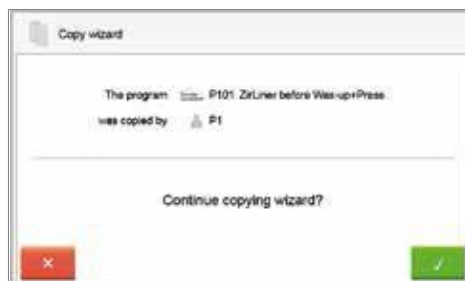 Copy wizard
The program P101 ZirLiner before Wax-up+Press
was copied by P1
Continue copying wizard?